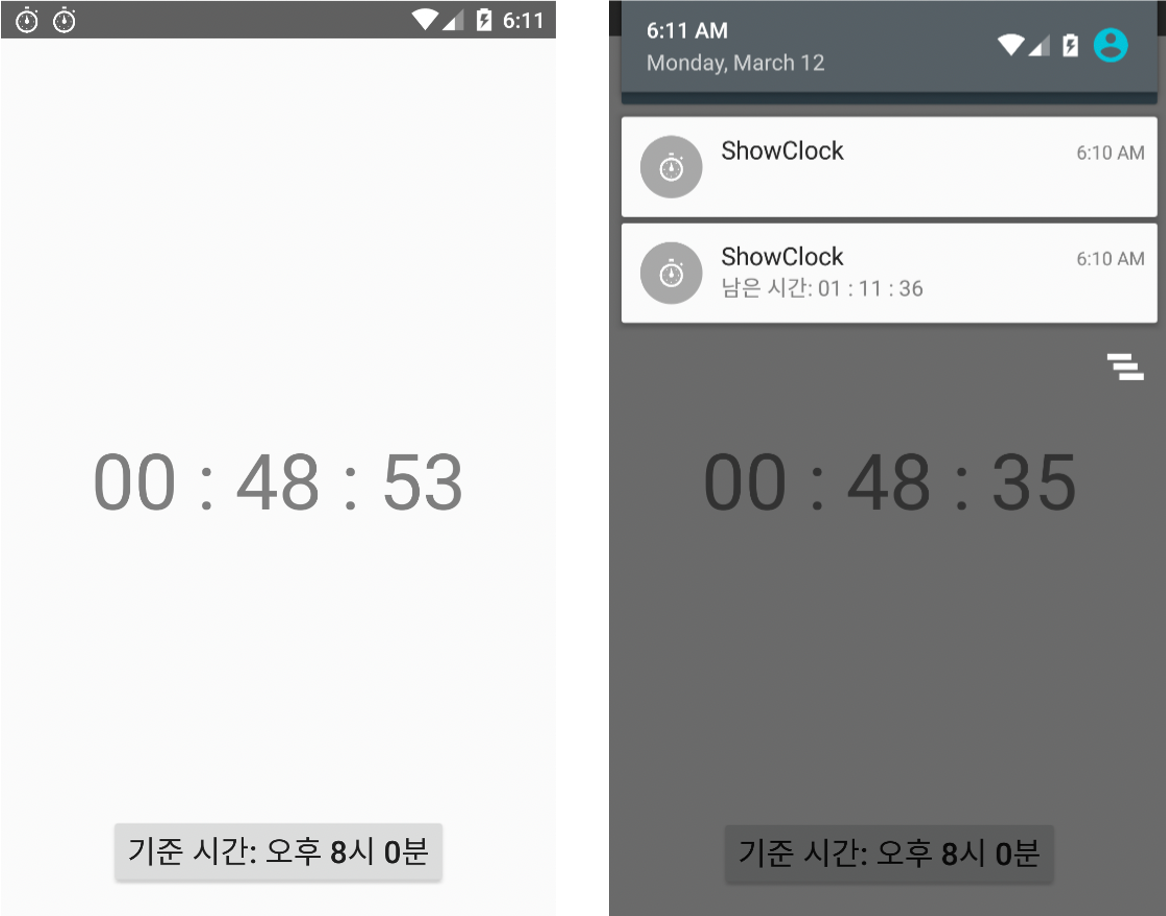 6:11
00 : 48 : 53
기준 시간: 오후 8시 0분
6:11 AM
Monday, March 12
ShowClock 6:10 AM
ShowClock 6:10 AM
남은 시간: 01 : 11 : 36
00 : 48 : 35
기준 시간: 오후 8시 0분